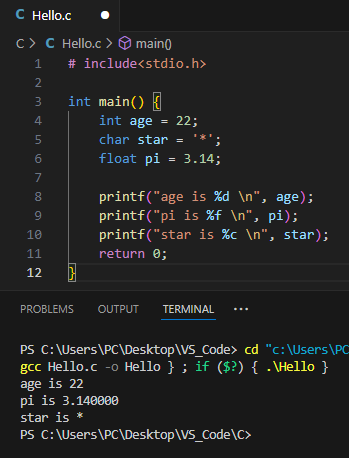 C Hello.c
C > C Hello.c > main()
1 # include<stdio.h>
2
3 int main() {
4     int age = 22;
5     char star = '*';
6     float pi = 3.14;
7
8     printf("age is %d \n", age);
9     printf("pi is %f \n", pi);
10     printf("star is %c \n", star);
11     return 0;
12 }
PROBLEMS OUTPUT TERMINAL ···
PS C:\Users\PC\Desktop\VS_Code> cd "c:\Users\PC
gcc Hello.c -o Hello } ; if ($?) { .\Hello }
age is 22
pi is 3.140000
star is *
PS C:\Users\PC\Desktop\VS_Code\C>